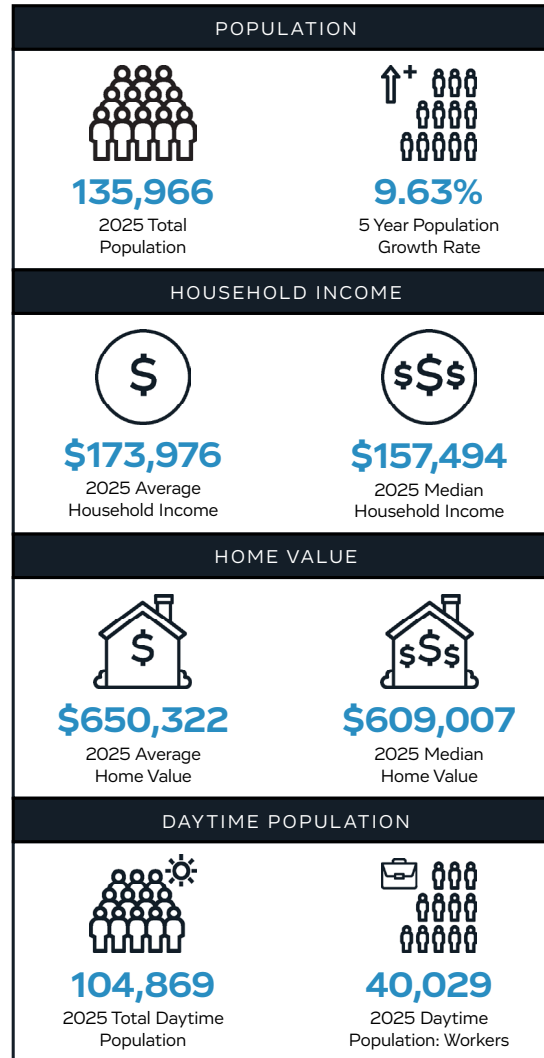 POPULATION
135,966
2025 Total
Population
9.63%
5 Year Population
Growth Rate
HOUSEHOLD INCOME
$
$173,976
2025 Average
Household Income
$$$
$157,494
2025 Median
Household Income
HOME VALUE
$
$650,322
2025 Average
Home Value
$$$
$609,007
2025 Median
Home Value
DAYTIME POPULATION
104,869
2025 Total Daytime
Population
40,029
2025 Daytime
Population: Workers